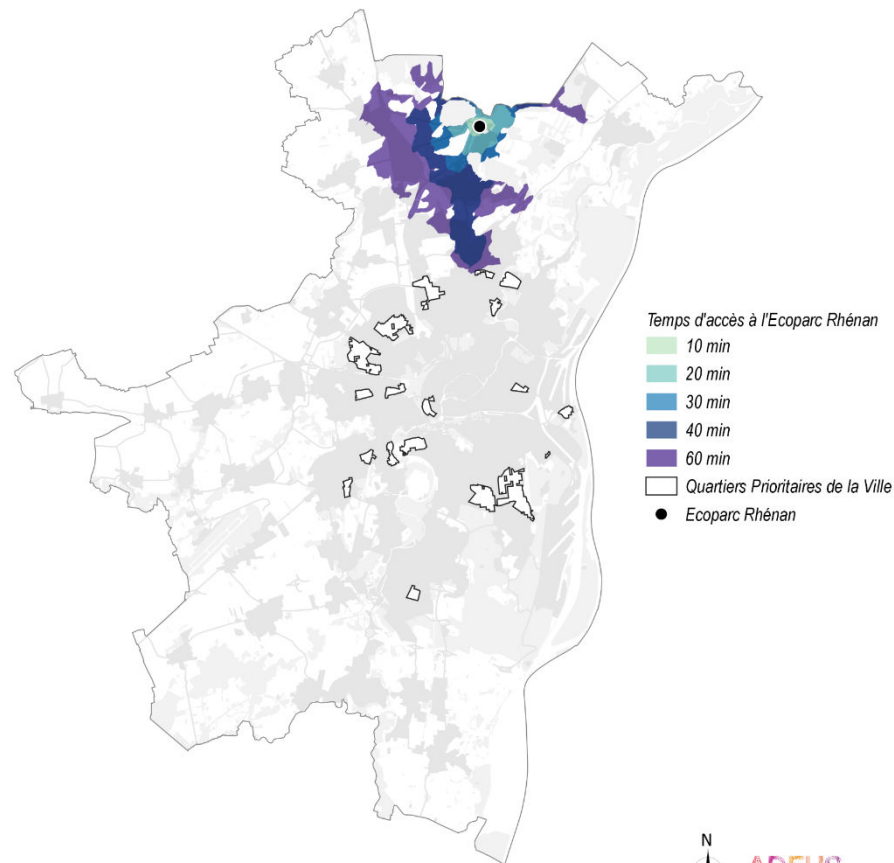 Temps d'accès à l'Ecoparc Rhénan
10 min
20 min
30 min
40 min
60 min
Quartiers Prioritaires de la Ville
Ecoparc Rhénan
N